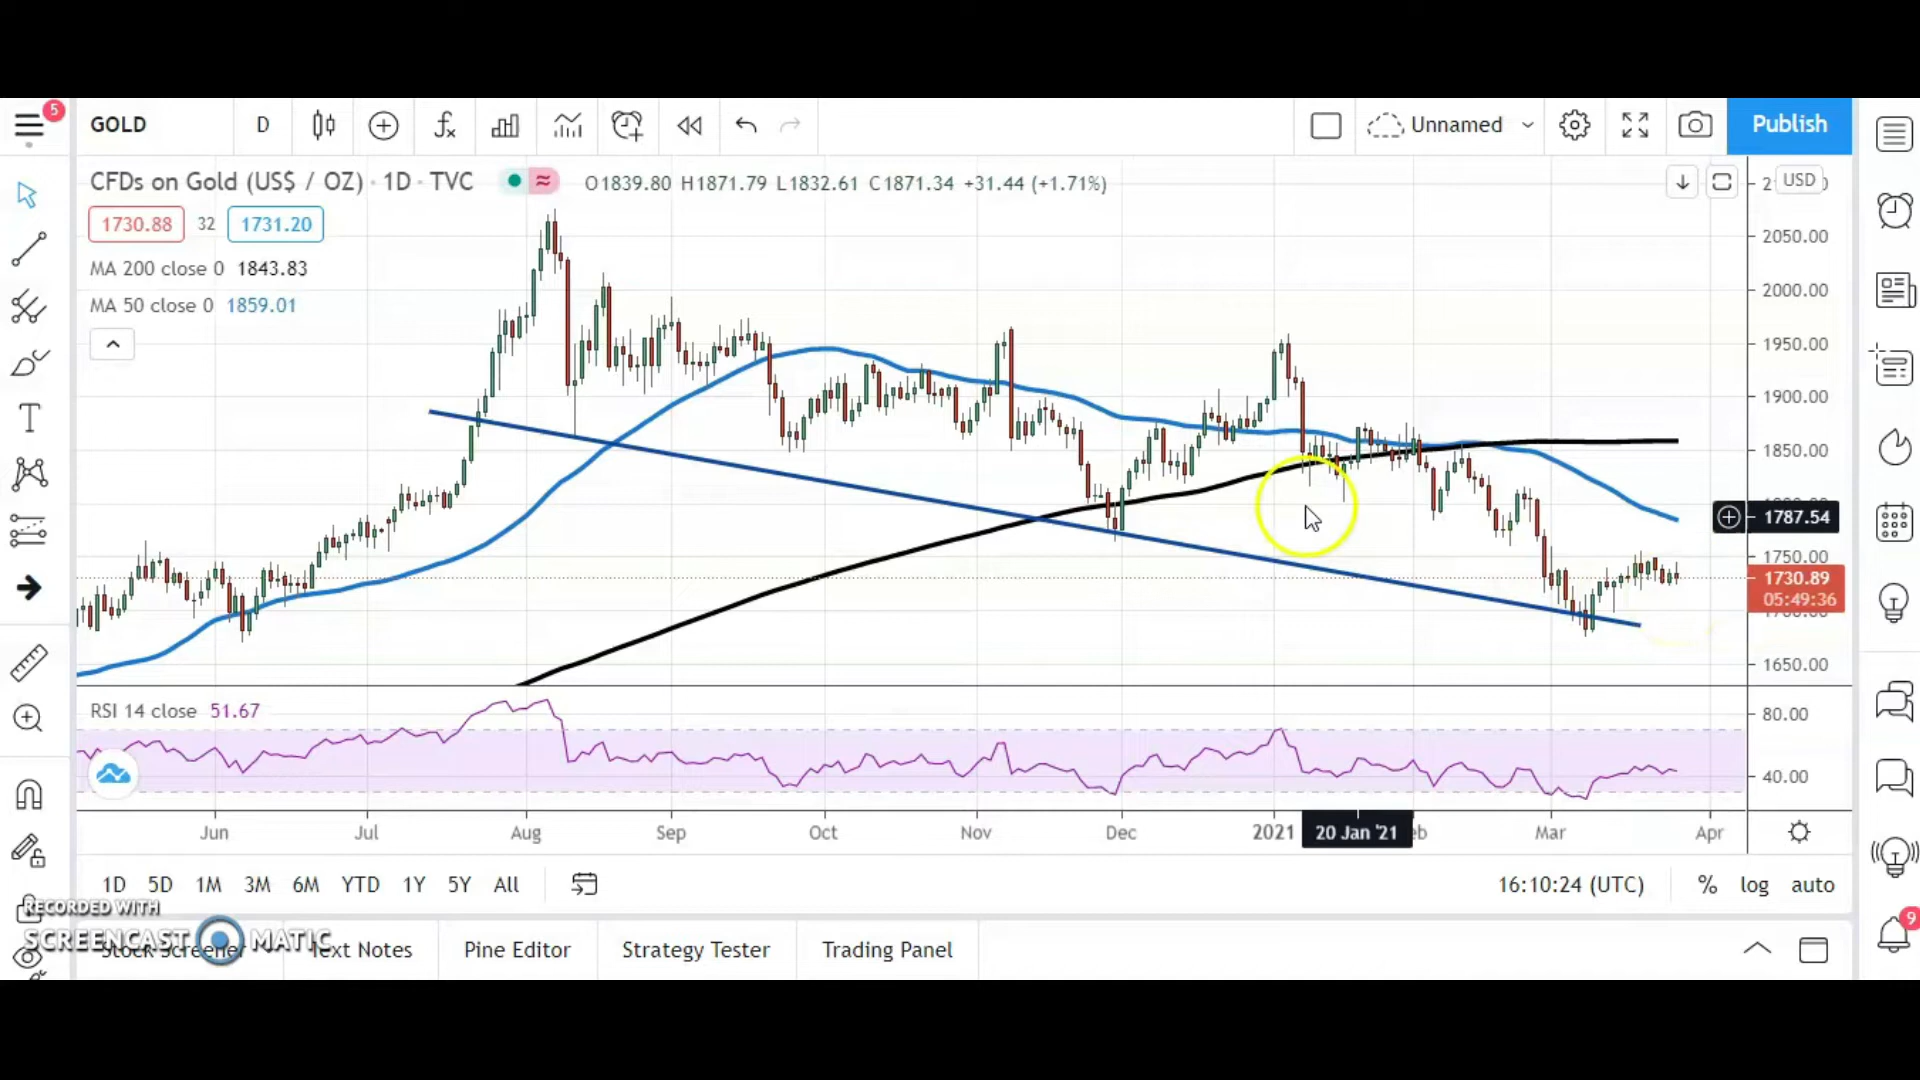 5
GOLD D Unnamed Publish
CFDs on Gold (US$ / OZ) · 1D · TVC O1839.80 H1871.79 L1832.61 C1871.34 +31.44 (+1.71%)
USD
1730.88 32 1731.20
MA 200 close 0 1843.83
MA 50 close 0 1859.01
2050.00
2000.00
1950.00
1900.00
1850.00
1787.54
1750.00
1730.89
05:49:36
1650.00
RSI 14 close 51.67
80.00
40.00
Jun Jul Aug Sep Oct Nov Dec 2021 20 Jan '21 Mar Apr
1D 5D 1M 3M 6M YTD 1Y 5Y All 16:10:24 (UTC) % log auto
RECORDED WITH
SCREENCAST MATIC
Stock Screener Text Notes Pine Editor Strategy Tester Trading Panel
9